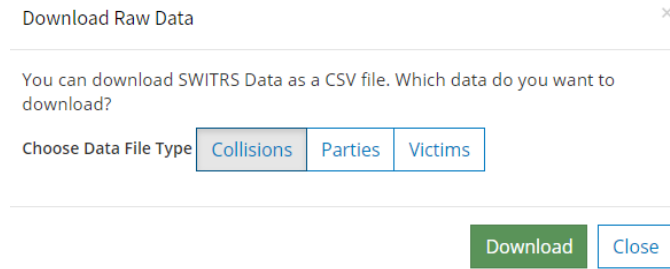 Download Raw Data
×
You can download SWITRS Data as a CSV file. Which data do you want to
download?
Choose Data File Type Collisions Parties Victims
Download Close